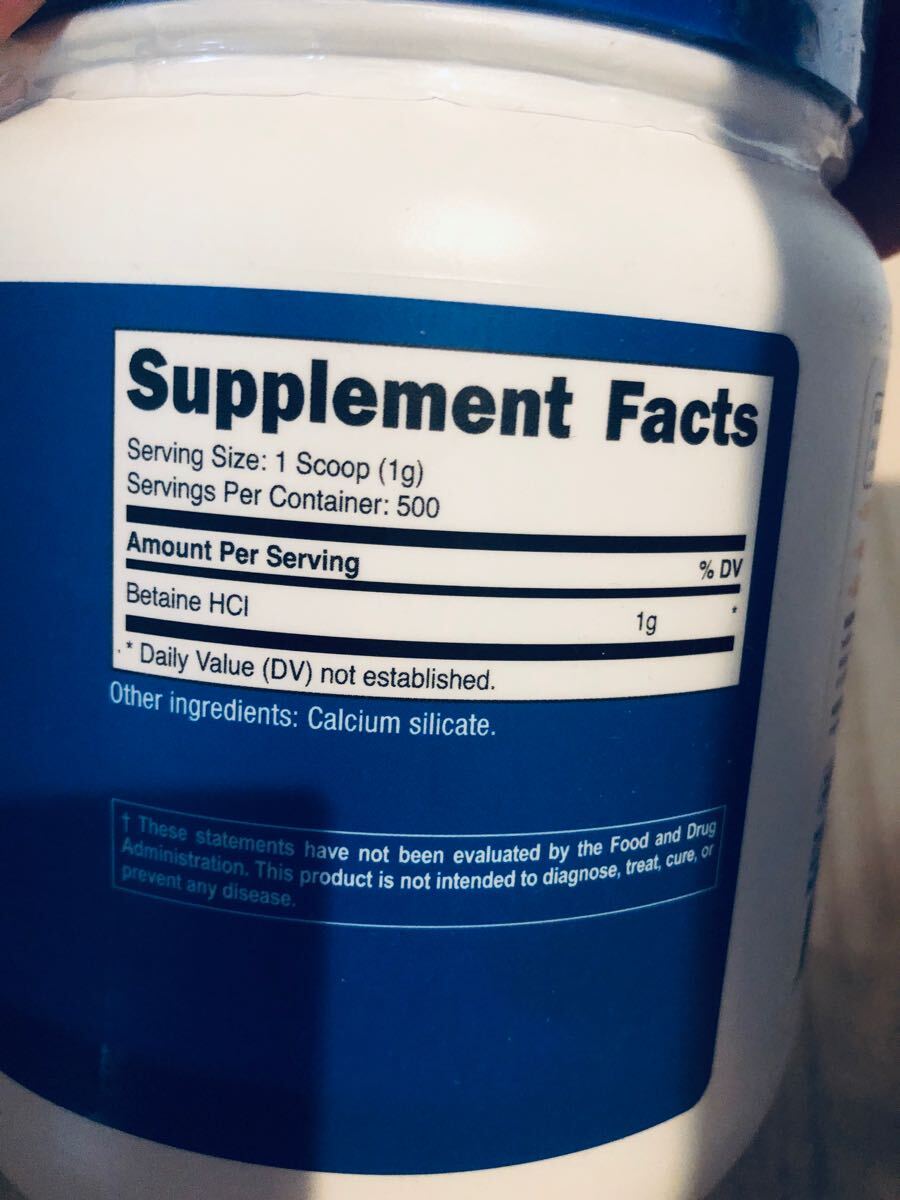 Supplement Facts
Serving Size: 1 Scoop (1g)
Servings Per Container: 500
Amount Per Serving % DV
Betaine HCl 1g *
* Daily Value (DV) not established.
Other ingredients: Calcium silicate.
† These statements have not been evaluated by the Food and Drug
Administration. This product is not intended to diagnose, treat, cure, or
prevent any disease.